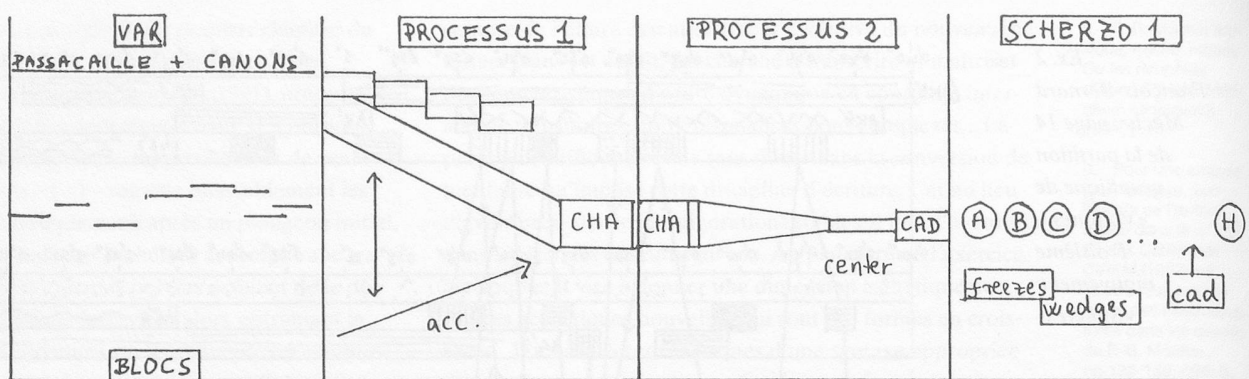 VAR
PROCESSUS 1
PROCESSUS 2
SCHERZO 1
PASSACAILLE + CANONS
CHA
CHA
CAD
A B C D ... H
center
freezes
wedges
cad
acc.
BLOCS